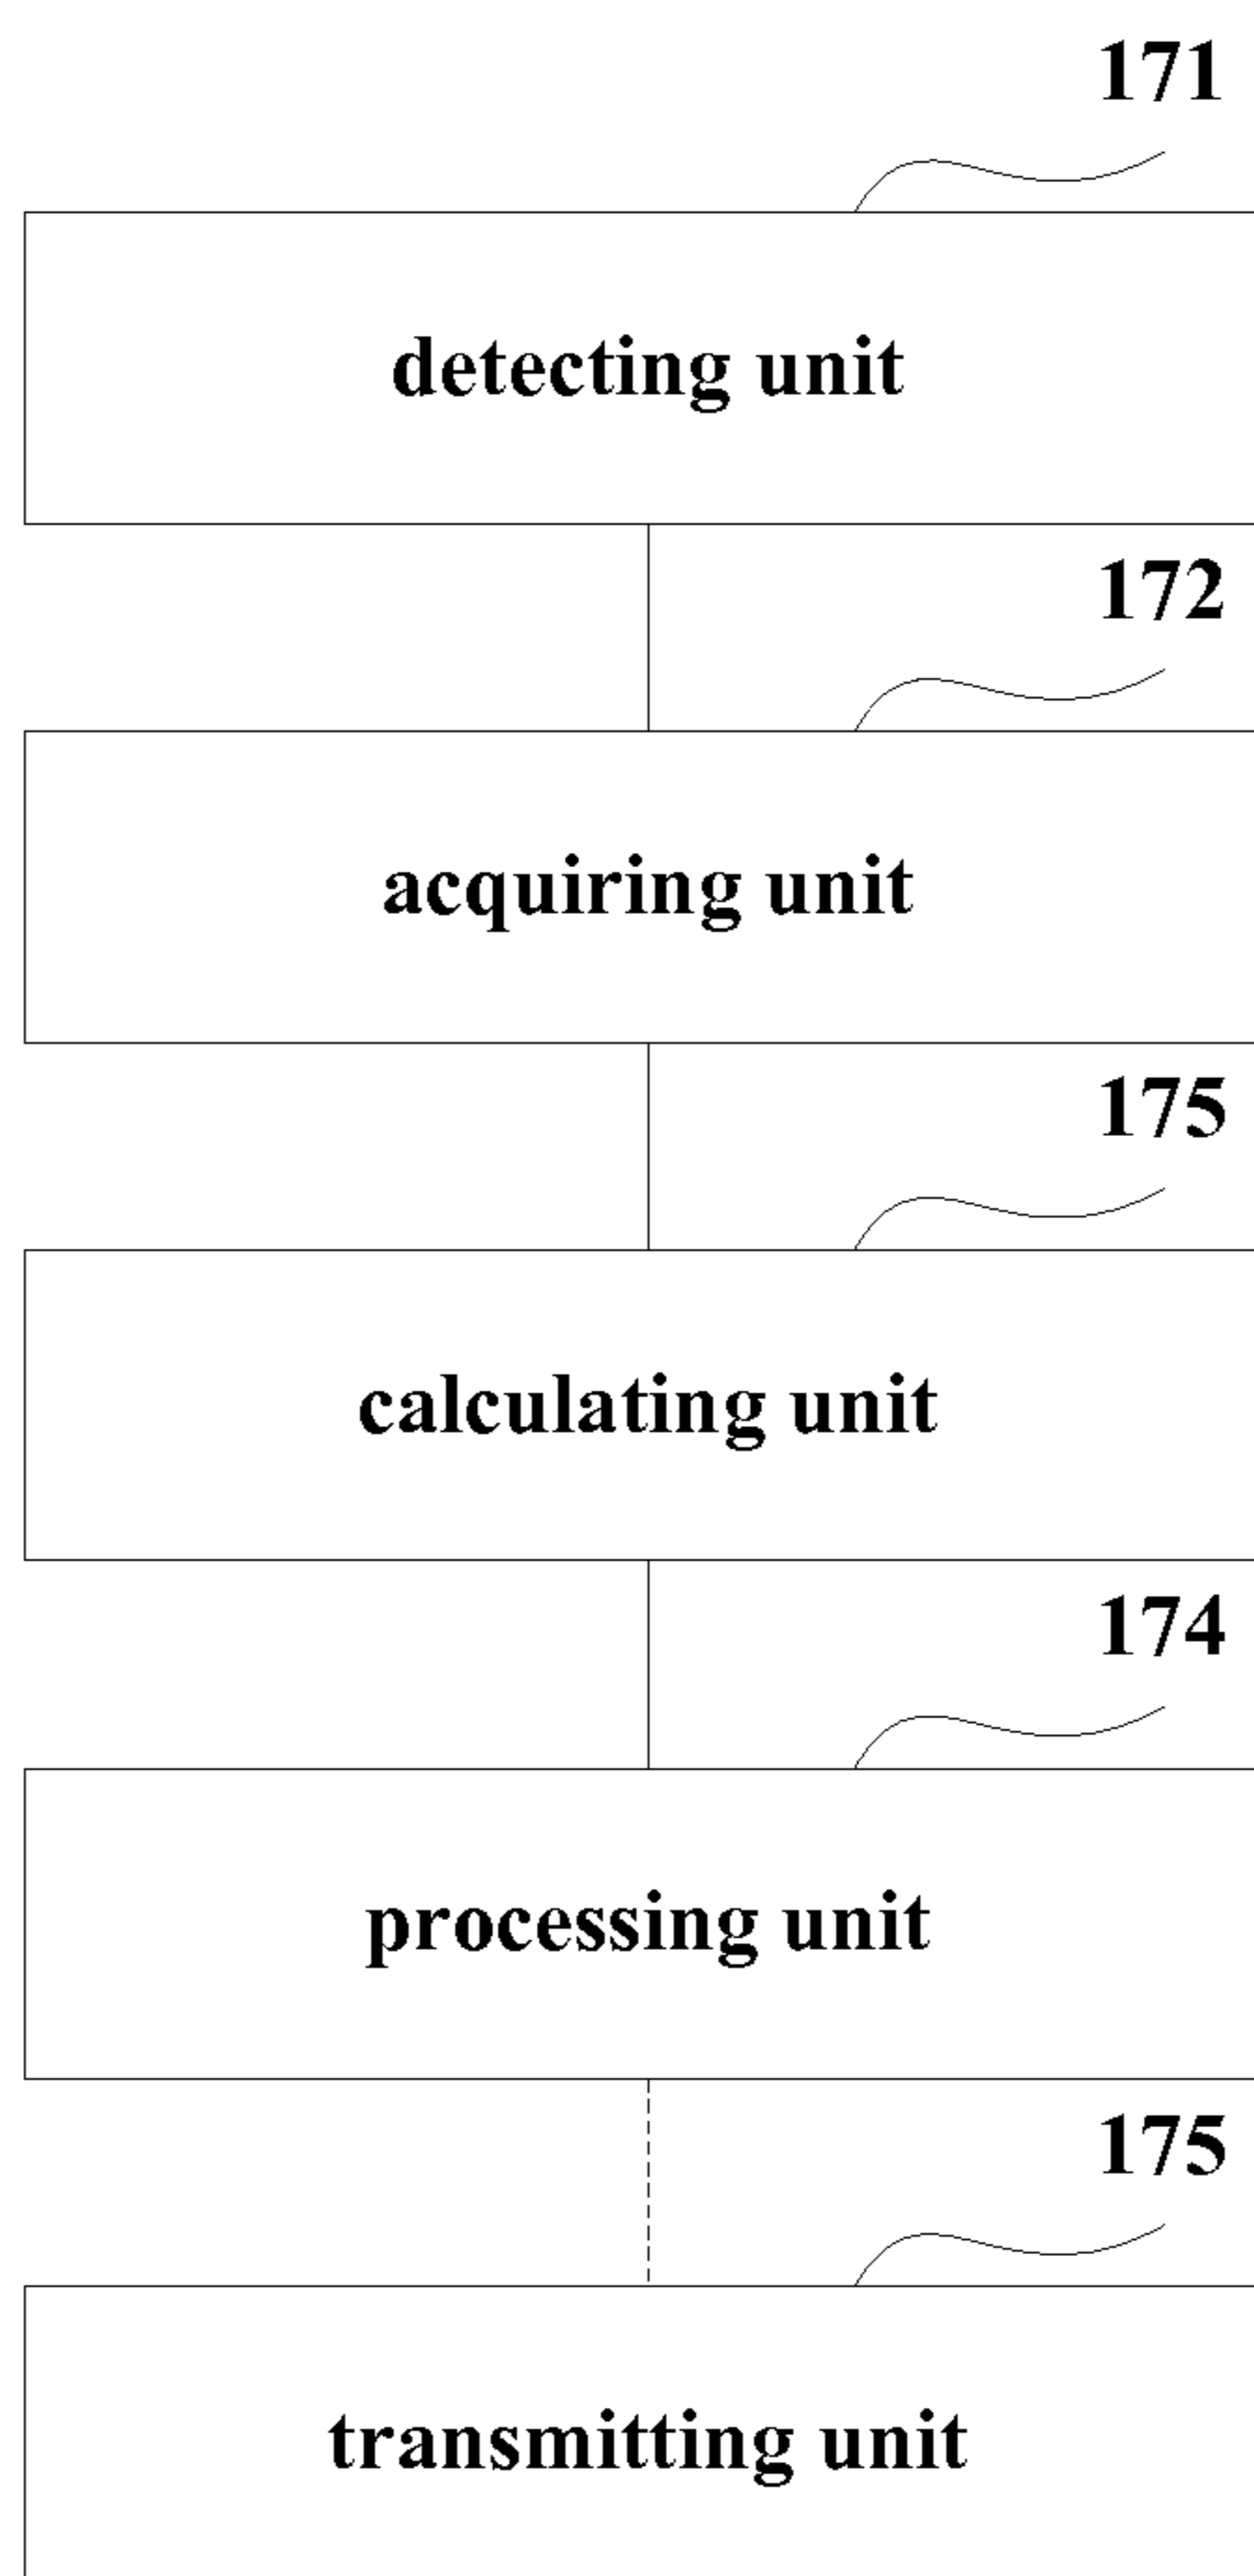 171
detecting unit
172
acquiring unit
175
calculating unit
174
processing unit
175
transmitting unit